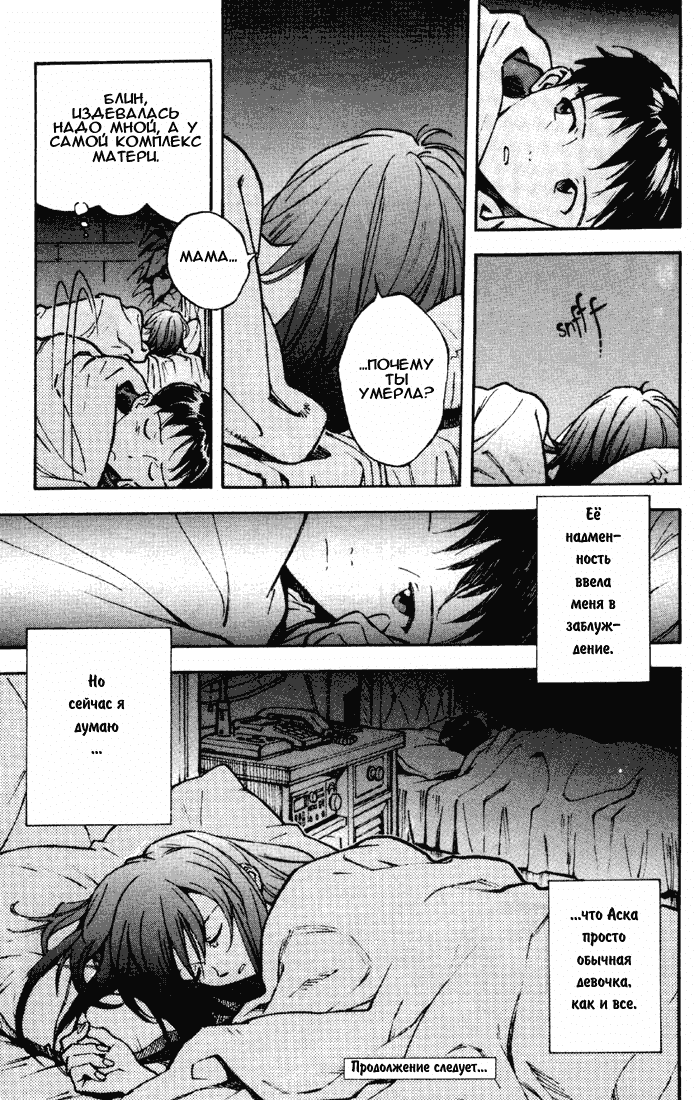 snfff
МАМА...
...ПОЧЕМУ
ТЫ
УМЕРЛА?
БЛИН,
ИЗДЕВАЛАСЬ
НАДО МНОЙ, А У
САМОЙ КОМПЛЕКС
МАТЕРИ.
Её
надмен-
ность
ввела
меня в
заблуж-
дение.
Но
сейчас я
думаю
...
...что Аска
просто
обычная
девочка,
как и все.
Продолжение следует...